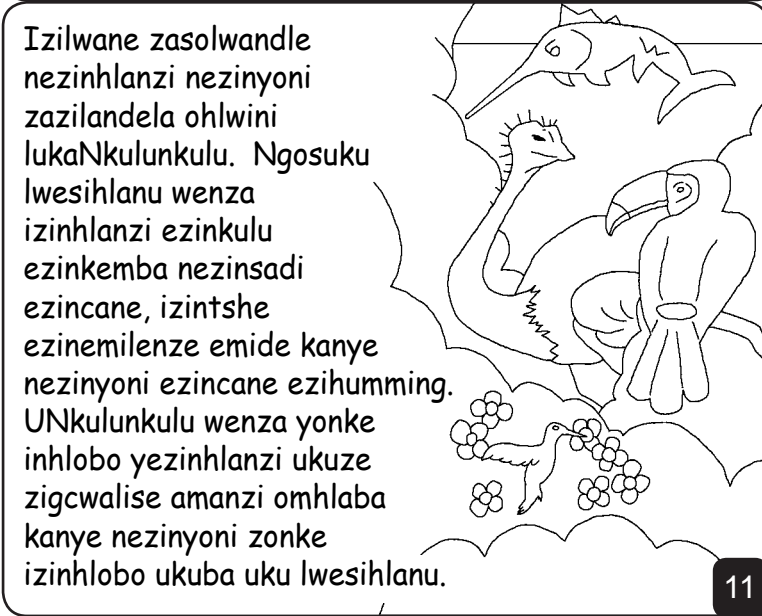 Izilwane zasolwandle
nezinhlanzi nezinyoni
zazilandela ohlwini
lukaNkulunkulu.  Ngosuku
lwesihlanu wenza
izinhlanzi ezinkulu
ezinkemba nezinsadi
ezincane, izintshe
ezinemilenze emide kanye
nezinyoni ezincane ezihumming.
UNkulunkulu wenza yonke
inhlobo yezinhlanzi ukuze
zigcwalise amanzi omhlaba
kanye nezinyoni zonke
izinhlobo ukuba uku lwesihlanu.
11